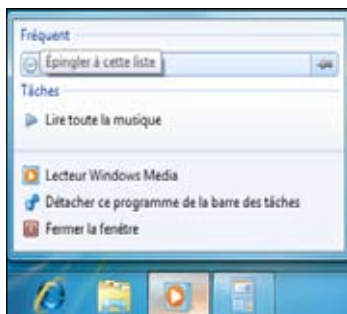 Fréquent
Épingler à cette liste
Tâches
Lire toute la musique
Lecteur Windows Media
Détacher ce programme de la barre des tâches
Fermer la fenêtre